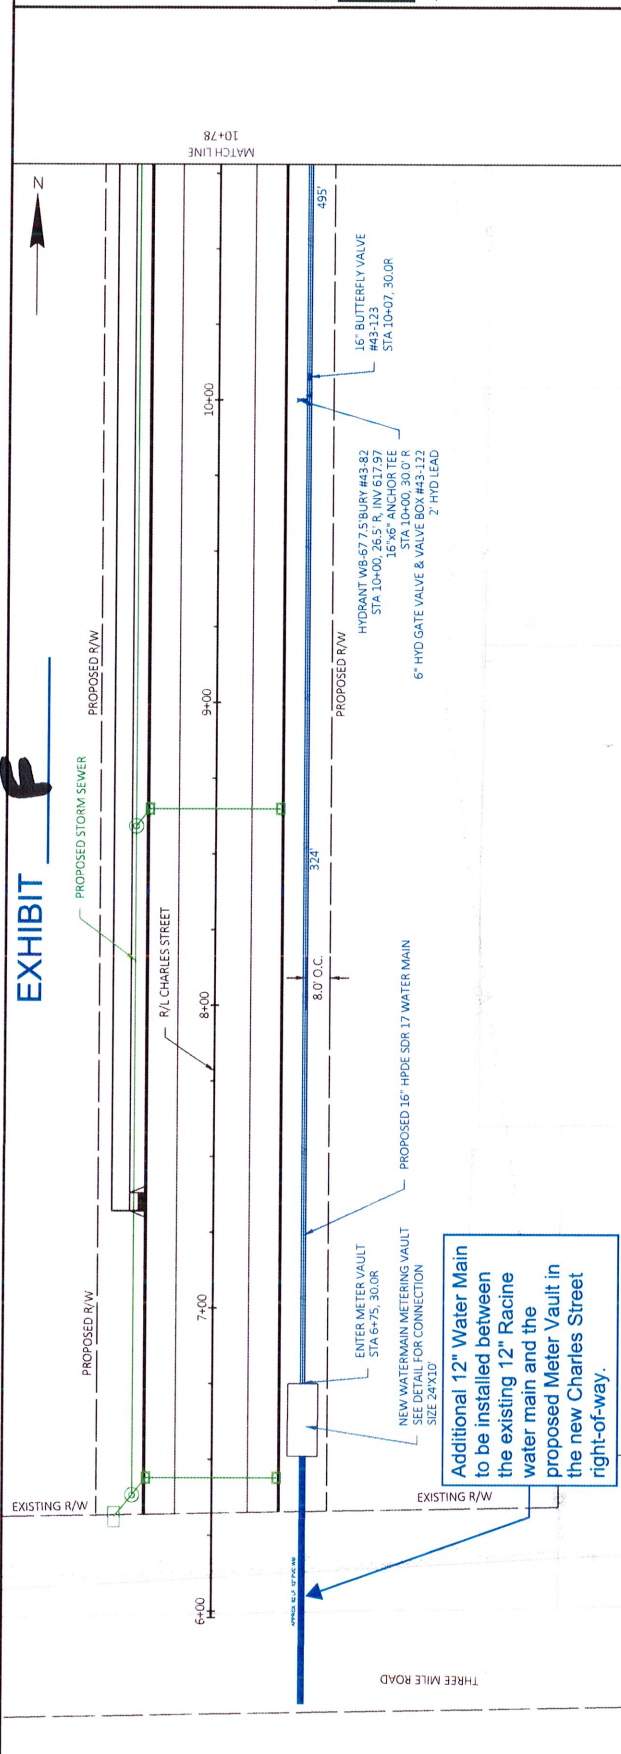 EXHIBIT F
N
MATCH LINE
10+78
PROPOSED R/W
PROPOSED R/W
PROPOSED STORM SEWER
R/L CHARLES STREET
10+00
9+00
8+00
7+00
6+00
495'
324'
8.0' O.C.
16" BUTTERFLY VALVE
#43-123
STA 10+07, 30.0R
HYDRANT WB-67 7.5'BURY #43-82
STA 10+00, 26.5' R, INV 617.97
16"x6" ANCHOR TEE
STA 10+00, 30.0' R
6" HYD GATE VALVE & VALVE BOX #43-122
2' HYD LEAD
PROPOSED R/W
PROPOSED 16" HPDE SDR 17 WATER MAIN
ENTER METER VAULT
STA 6+75, 30.0R
NEW WATERMAIN METERING VAULT
SEE DETAIL FOR CONNECTION
SIZE 24'X10'
EXISTING R/W
EXISTING R/W
THREE MILE ROAD
Additional 12" Water Main
to be installed between
the existing 12" Racine
water main and the
proposed Meter Vault in
the new Charles Street
right-of-way.